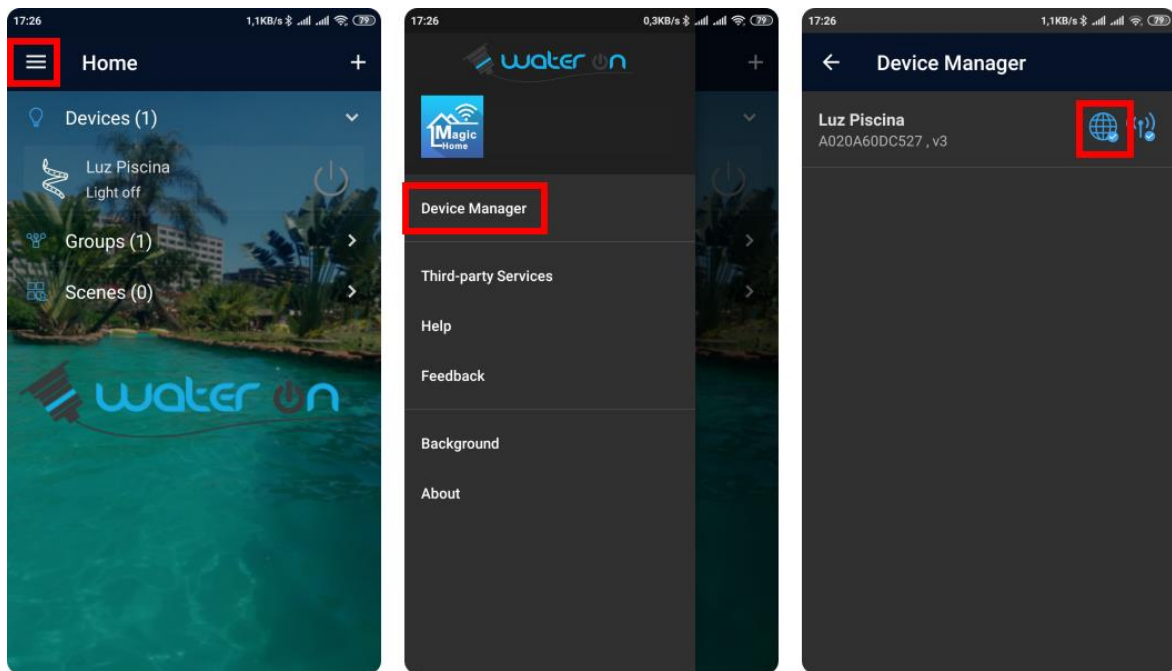 17:26
1,1KB/s
79
Home
Devices (1)
Luz Piscina
Light off
Groups (1)
Scenes (0)
water on
17:26
0,3KB/s
79
water on
Magic
Home
Device Manager
Third-party Services
Help
Feedback
Background
About
17:26
1,1KB/s
79
Device Manager
Luz Piscina
A020A60DC527 , v3